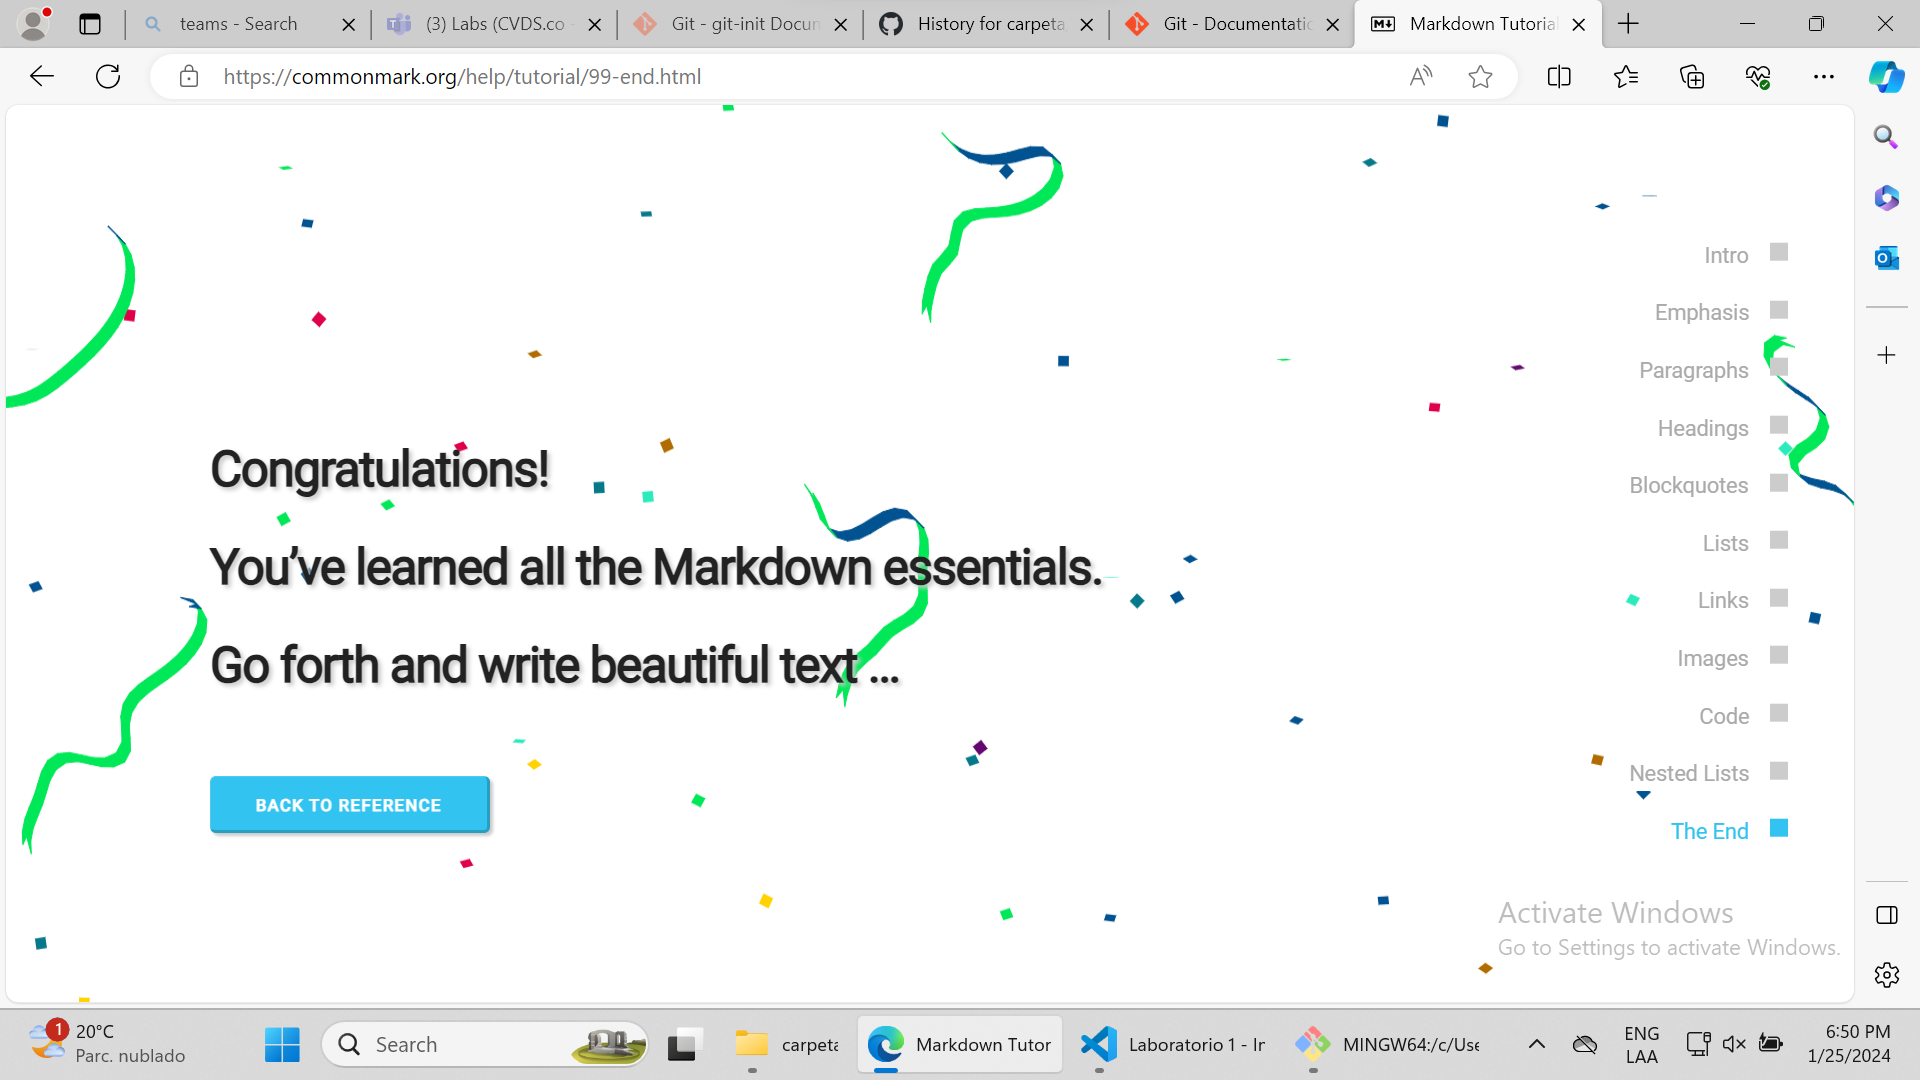 teams - Search
(3) Labs (CVDS.co -
Git - git-init Docun
History for carpeta
Git - Documentatic
Markdown Tutorial
https://commonmark.org/help/tutorial/99-end.html
Intro
Emphasis
Paragraphs
Headings
Blockquotes
Lists
Links
Images
Code
Nested Lists
The End
Congratulations!
You’ve learned all the Markdown essentials.
Go forth and write beautiful text ...
BACK TO REFERENCE
Activate Windows
Go to Settings to activate Windows.
1
20°C
Parc. nublado
Search
carpeta
Markdown Tutor
Laboratorio 1 - Ir
MINGW64:/c/Use
ENG
LAA
6:50 PM
1/25/2024